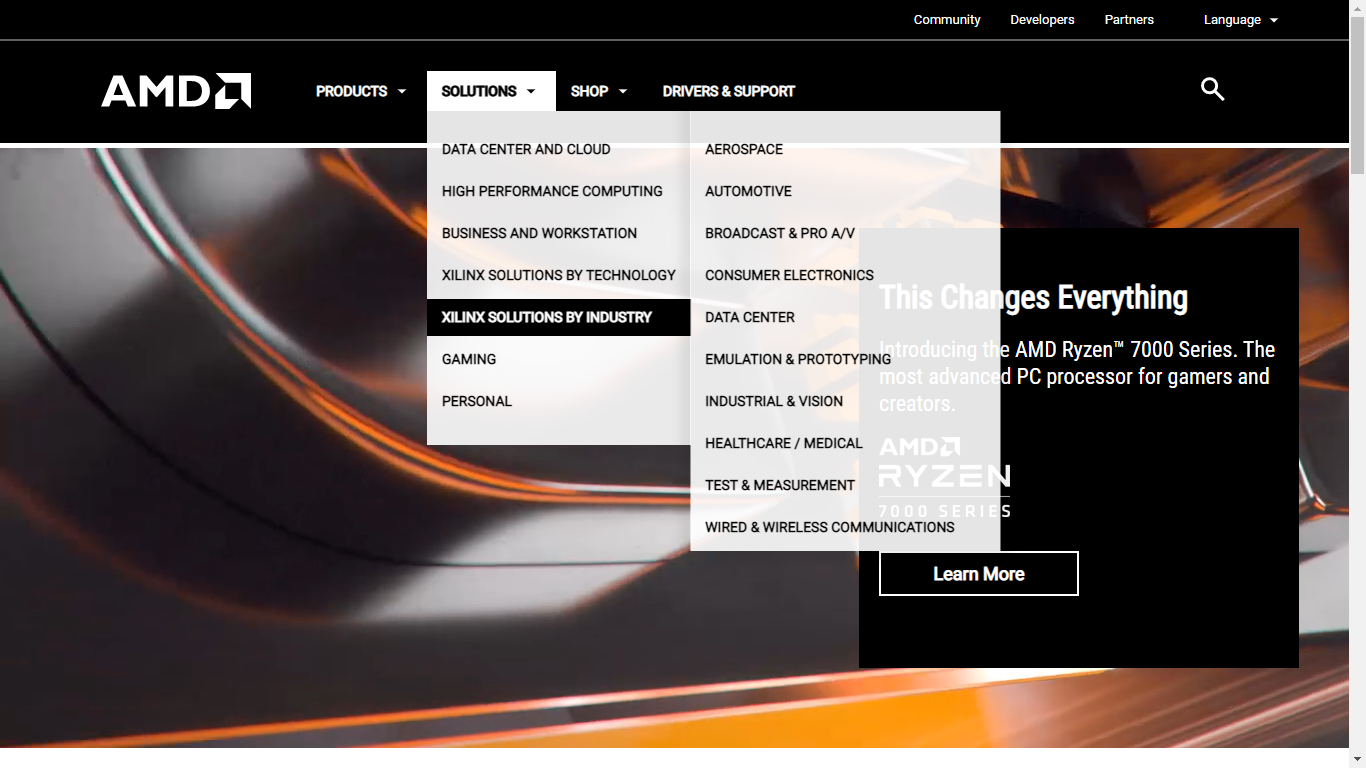 Community
Developers
Partners
Language
AMD
PRODUCTS
SOLUTIONS
SHOP
DRIVERS & SUPPORT
DATA CENTER AND CLOUD
HIGH PERFORMANCE COMPUTING
BUSINESS AND WORKSTATION
XILINX SOLUTIONS BY TECHNOLOGY
XILINX SOLUTIONS BY INDUSTRY
GAMING
PERSONAL
AEROSPACE
AUTOMOTIVE
BROADCAST & PRO A/V
CONSUMER ELECTRONICS
DATA CENTER
EMULATION & PROTOTYPING
INDUSTRIAL & VISION
HEALTHCARE / MEDICAL
TEST & MEASUREMENT
WIRED & WIRELESS COMMUNICATIONS
This Changes Everything
Introducing the AMD Ryzen™ 7000 Series. The
most advanced PC processor for gamers and
creators.
AMD
RYZEN
7000 SERIES
Learn More